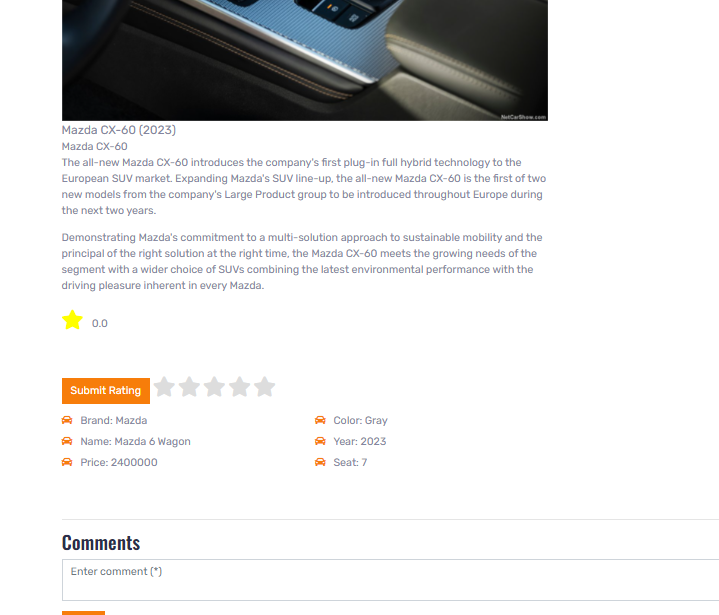 NetCarShow.com
Mazda CX-60 (2023)
Mazda CX-60
The all-new Mazda CX-60 introduces the company's first plug-in full hybrid technology to the
European SUV market. Expanding Mazda's SUV line-up, the all-new Mazda CX-60 is the first of two
new models from the company's Large Product group to be introduced throughout Europe during
the next two years.
Demonstrating Mazda's commitment to a multi-solution approach to sustainable mobility and the
principal of the right solution at the right time, the Mazda CX-60 meets the growing needs of the
segment with a wider choice of SUVs combining the latest environmental performance with the
driving pleasure inherent in every Mazda.
0.0
Submit Rating
Brand: Mazda
Color: Gray
Name: Mazda 6 Wagon
Year: 2023
Price: 2400000
Seat: 7
Comments
Enter comment (*)